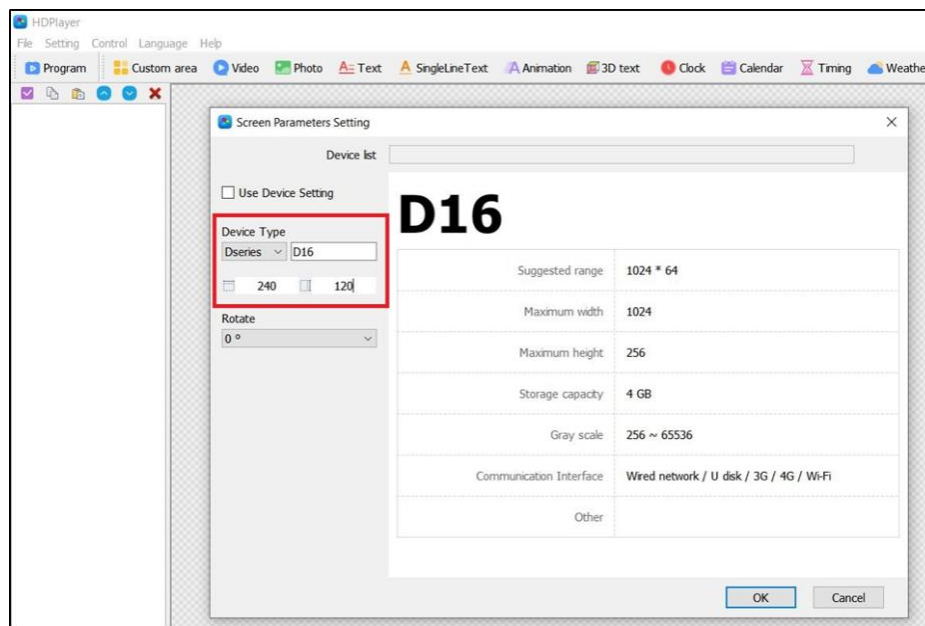 HDPlayer
File Setting Control Language Help
Program Custom area Video Photo Text SingleLineText Animation 3D text Clock Calendar Timing Weathe
Screen Parameters Setting
Device list
Use Device Setting
D16
Device Type
Dseries D16
240 120
Rotate
0 °
Suggested range 1024 * 64
Maximum width 1024
Maximum height 256
Storage capacity 4 GB
Gray scale 256 ~ 65536
Communication Interface Wired network / U disk / 3G / 4G / Wi-Fi
Other
OK Cancel